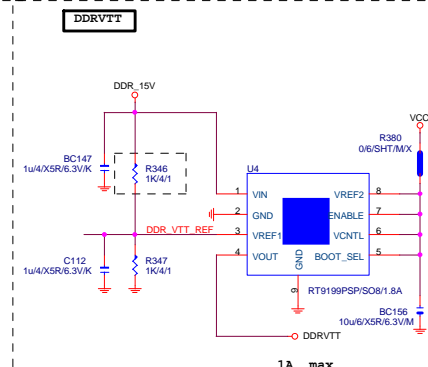 DDRVTT
DDR_15V
VCC
R380
0/6/SHT/M/X
BC147
1u/4/X5R/6.3V/K
R346
1K/4/1
U4
1
VIN
VREF2
8
2
GND
ENABLE
7
DDR_VTT_REF
3
VREF1
VCNTL
6
4
VOUT
BOOT_SEL
5
GND
9
C112
1u/4/X5R/6.3V/K
R347
1K/4/1
RT9199PSP/SO8/1.8A
BC156
10u/6/X5R/6.3V/M
DDRVTT
1A max